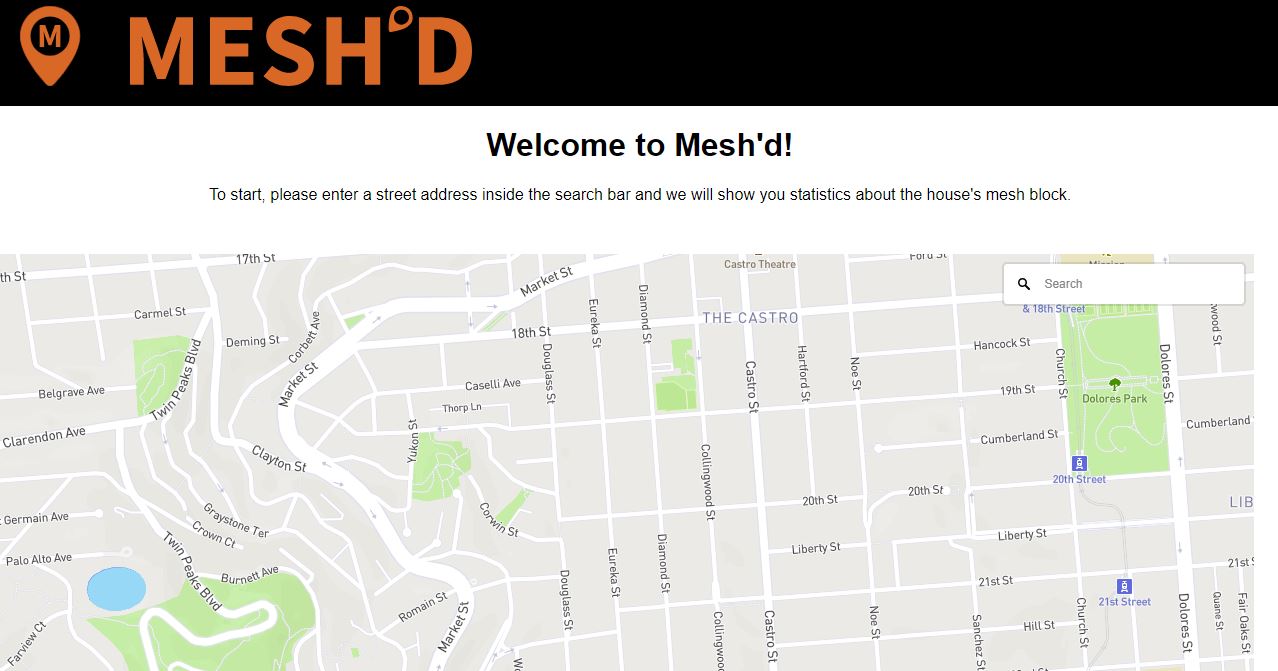 M
MESH'D
Welcome to Mesh'd!
To start, please enter a street address inside the search bar and we will show you statistics about the house's mesh block.
17th St
th St
Market St
Castro Theatre
Ford St
Search
& 18th Street
Carmel St
Corbett Ave
Eureka St
Diamond St
THE CASTRO
wood St
18th St
Deming St
Hancock St
Twin Peaks Blvd
Market St
Douglass St
Caselli Ave
Castro St
Hartford St
Noe St
Church St
Dolores St
Belgrave Ave
19th St
Dolores Park
Thorp Ln
Clarendon Ave
Yukon St
Cumberland St
Cumberland
Clayton St
Collingwood St
20th Street
20th St
20th St
LIB
Germain Ave
Graystone Ter
Crown Ct
Corwin St
Liberty St
Liberty St
Palo Alto Ave
Twin Peaks Blvd
Burnett Ave
Eureka St
Diamond St
21st St
21st S
Douglass St
21st Street
Romain St
Market St
Farview Ct
Collingwood St
Castro St
Noe St
Sanchez St
Hill St
Church St
Dolores St
Quane St
Fair Oaks St